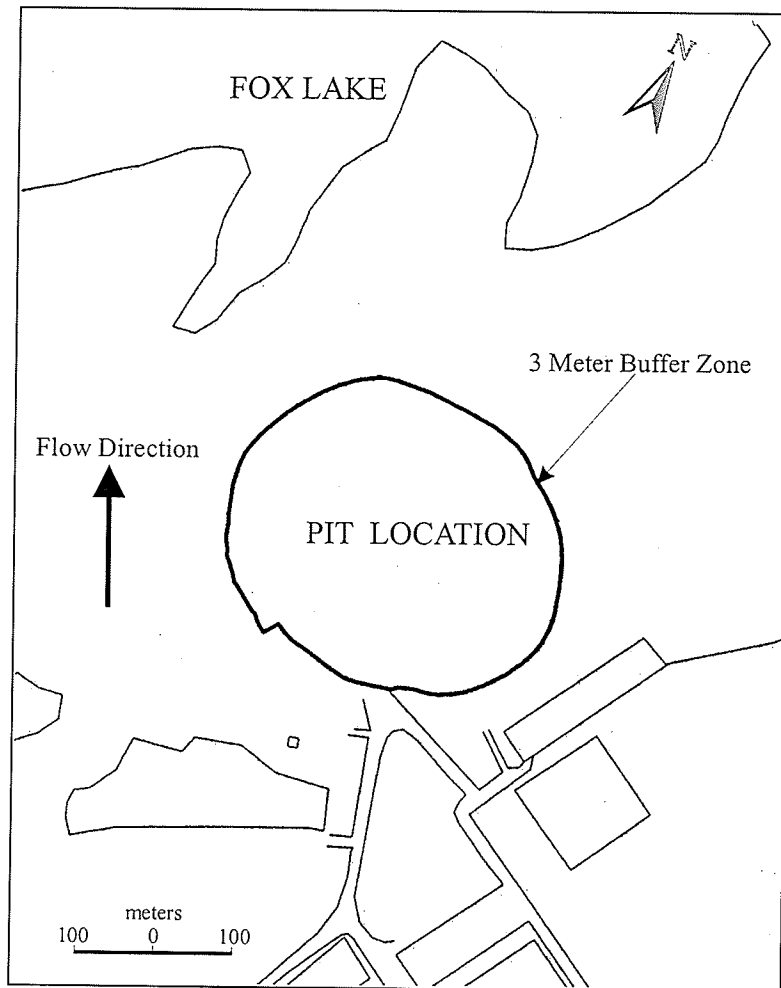 FOX LAKE
N
3 Meter Buffer Zone
Flow Direction
PIT LOCATION
meters
100 0 100